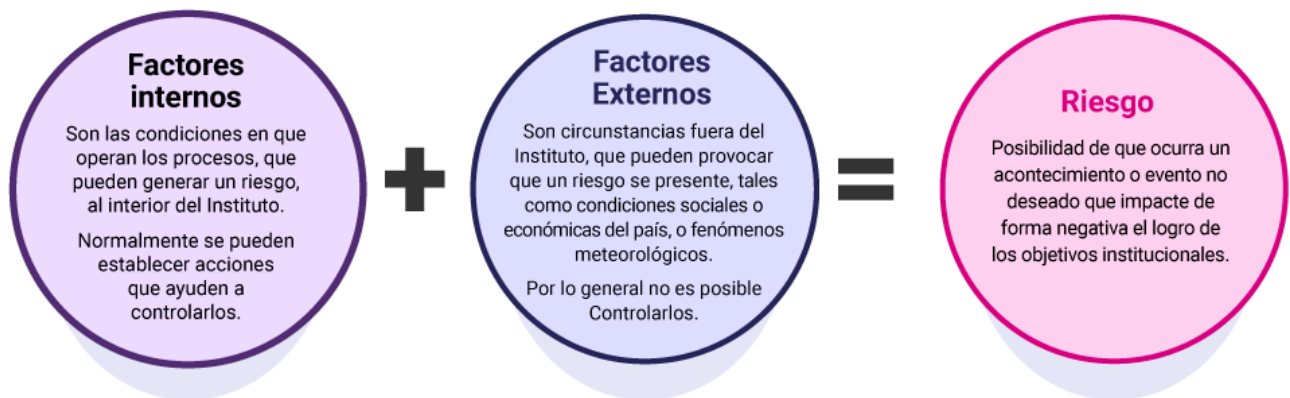 Factores
internos
Son las condiciones en que
operan los procesos, que
pueden generar un riesgo,
al interior del Instituto.
Normalmente se pueden
establecer acciones
que ayuden a
controlarlos.
+
Factores
Externos
Son circunstancias fuera del
Instituto, que pueden provocar
que un riesgo se presente, tales
como condiciones sociales o
económicas del país, o fenómenos
meteorológicos.
Por lo general no es posible
Controlarlos.
=
Riesgo
Posibilidad de que ocurra un
acontecimiento o evento no
deseado que impacte de
forma negativa el logro de
los objetivos institucionales.